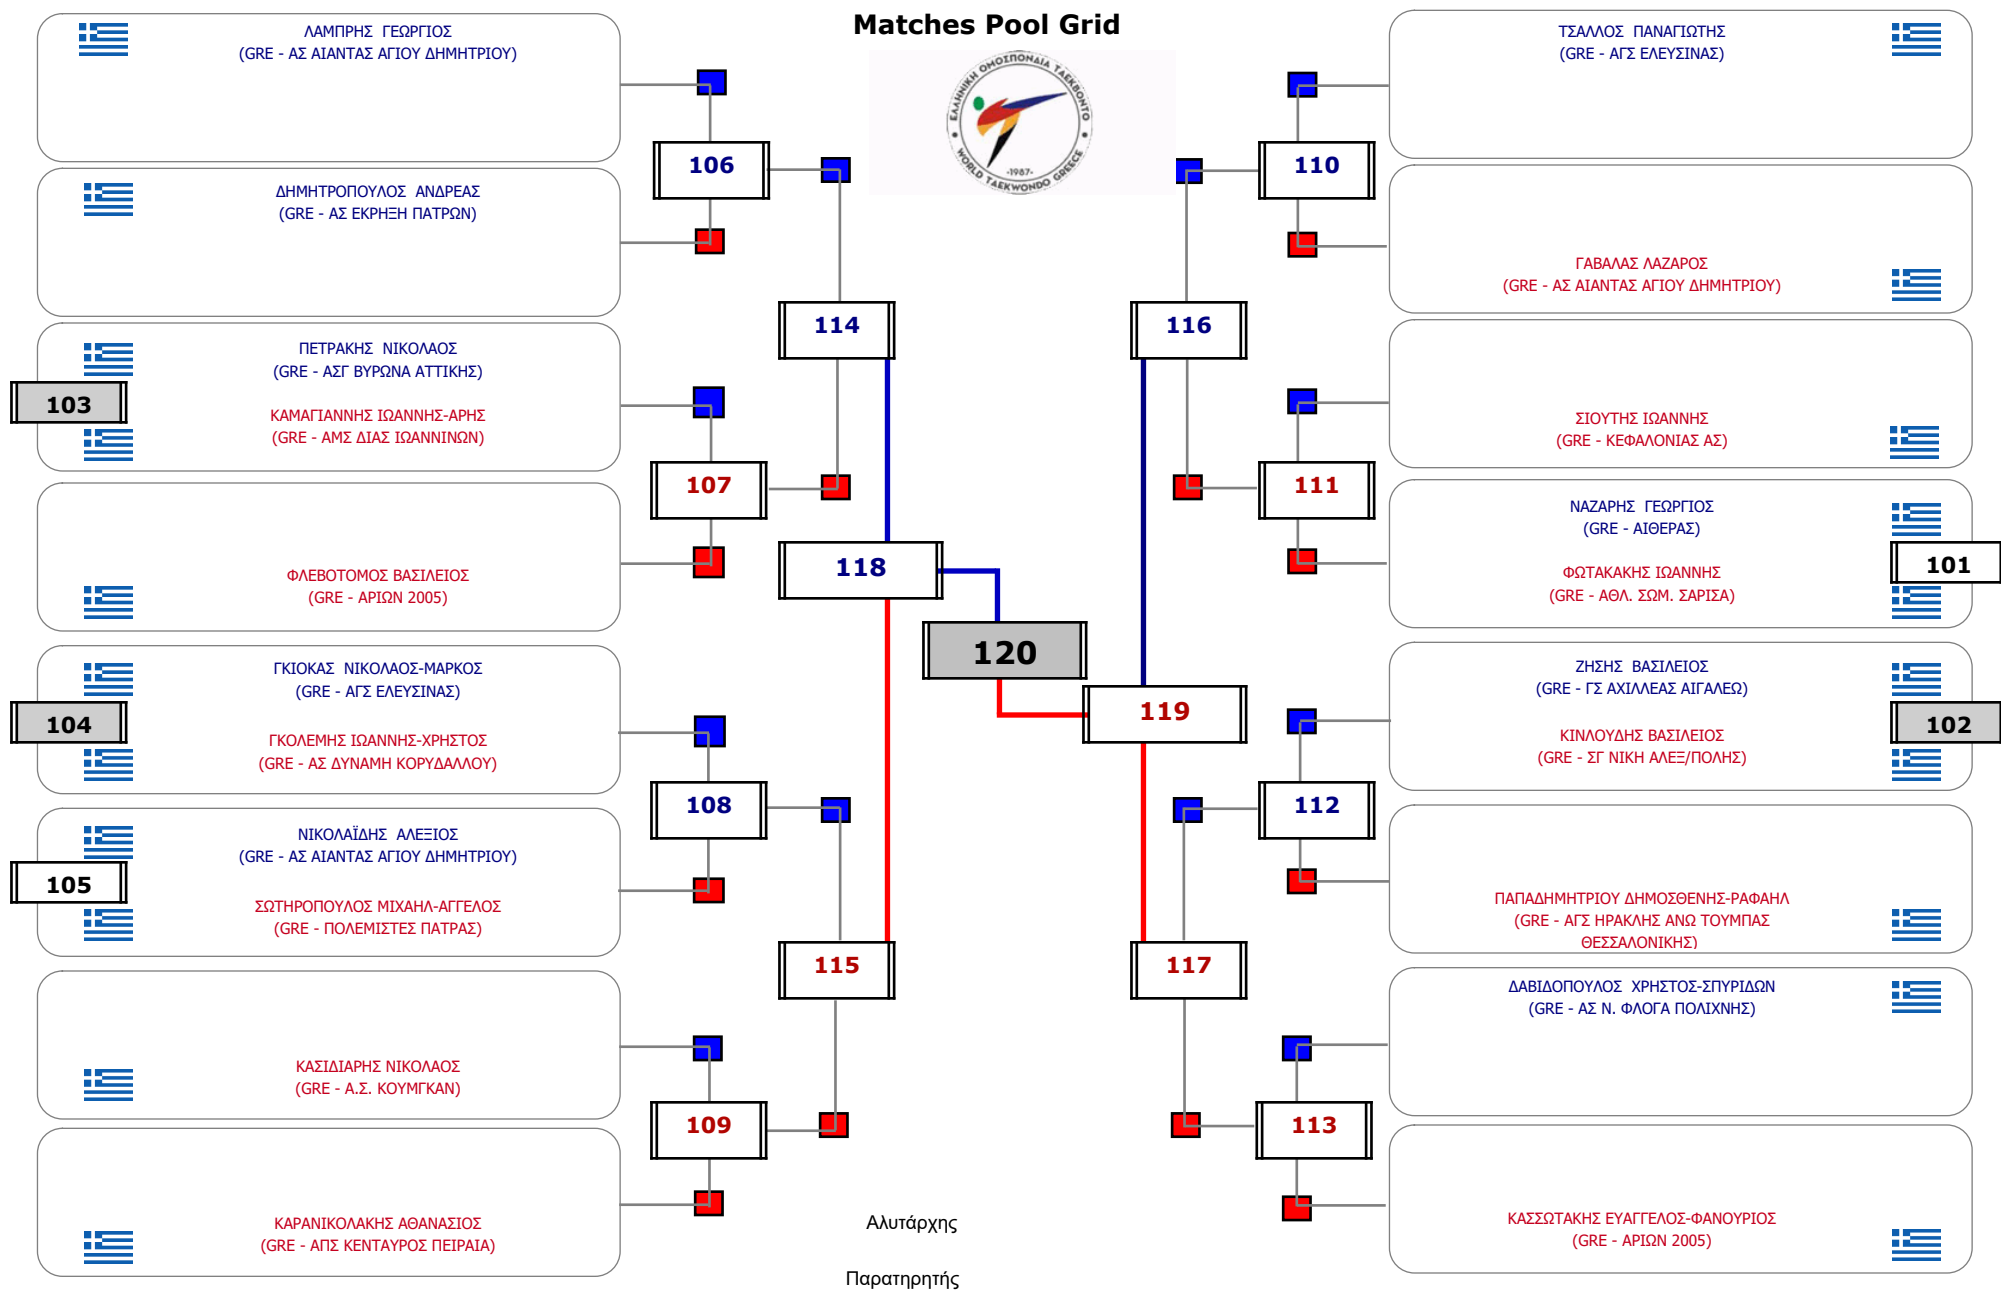 Matches Pool Grid
ΕΛΛΗΝΙΚΗ ΟΜΟΣΠΟΝΔΙΑ ΤΑΕΚΒΟΝΤΟ
-1987-
WORLD TAEKWONDO GREECE
ΛΑΜΠΡΗΣ ΓΕΩΡΓΙΟΣ
(GRE - ΑΣ ΑΙΑΝΤΑΣ ΑΓΙΟΥ ΔΗΜΗΤΡΙΟΥ)
106
ΔΗΜΗΤΡΟΠΟΥΛΟΣ ΑΝΔΡΕΑΣ
(GRE - ΑΣ ΕΚΡΗΞΗ ΠΑΤΡΩΝ)
114
ΠΕΤΡΑΚΗΣ ΝΙΚΟΛΑΟΣ
(GRE - ΑΣΓ ΒΥΡΩΝΑ ΑΤΤΙΚΗΣ)
103
ΚΑΜΑΓΙΑΝΝΗΣ ΙΩΑΝΝΗΣ-ΑΡΗΣ
(GRE - ΑΜΣ ΔΙΑΣ ΙΩΑΝΝΙΝΩΝ)
107
ΦΛΕΒΟΤΟΜΟΣ ΒΑΣΙΛΕΙΟΣ
(GRE - ΑΡΙΩΝ 2005)
118
ΓΚΙΟΚΑΣ ΝΙΚΟΛΑΟΣ-ΜΑΡΚΟΣ
(GRE - ΑΓΣ ΕΛΕΥΣΙΝΑΣ)
104
ΓΚΟΛΕΜΗΣ ΙΩΑΝΝΗΣ-ΧΡΗΣΤΟΣ
(GRE - ΑΣ ΔΥΝΑΜΗ ΚΟΡΥΔΑΛΛΟΥ)
108
ΝΙΚΟΛΑΪΔΗΣ ΑΛΕΞΙΟΣ
(GRE - ΑΣ ΑΙΑΝΤΑΣ ΑΓΙΟΥ ΔΗΜΗΤΡΙΟΥ)
105
ΣΩΤΗΡΟΠΟΥΛΟΣ ΜΙΧΑΗΛ-ΑΓΓΕΛΟΣ
(GRE - ΠΟΛΕΜΙΣΤΕΣ ΠΑΤΡΑΣ)
115
ΚΑΣΙΔΙΑΡΗΣ ΝΙΚΟΛΑΟΣ
(GRE - Α.Σ. ΚΟΥΜΓΚΑΝ)
109
ΚΑΡΑΝΙΚΟΛΑΚΗΣ ΑΘΑΝΑΣΙΟΣ
(GRE - ΑΠΣ ΚΕΝΤΑΥΡΟΣ ΠΕΙΡΑΙΑ)
120
ΤΣΑΛΛΟΣ ΠΑΝΑΓΙΩΤΗΣ
(GRE - ΑΓΣ ΕΛΕΥΣΙΝΑΣ)
110
ΓΑΒΑΛΑΣ ΛΑΖΑΡΟΣ
(GRE - ΑΣ ΑΙΑΝΤΑΣ ΑΓΙΟΥ ΔΗΜΗΤΡΙΟΥ)
116
ΣΙΟΥΤΗΣ ΙΩΑΝΝΗΣ
(GRE - ΚΕΦΑΛΟΝΙΑΣ ΑΣ)
111
ΝΑΖΑΡΗΣ ΓΕΩΡΓΙΟΣ
(GRE - ΑΙΘΕΡΑΣ)
101
ΦΩΤΑΚΑΚΗΣ ΙΩΑΝΝΗΣ
(GRE - ΑΘΛ. ΣΩΜ. ΣΑΡΙΣΑ)
119
ΖΗΣΗΣ ΒΑΣΙΛΕΙΟΣ
(GRE - ΓΣ ΑΧΙΛΛΕΑΣ ΑΙΓΑΛΕΩ)
102
ΚΙΝΛΟΥΔΗΣ ΒΑΣΙΛΕΙΟΣ
(GRE - ΣΓ ΝΙΚΗ ΑΛΕΞ/ΠΟΛΗΣ)
112
ΠΑΠΑΔΗΜΗΤΡΙΟΥ ΔΗΜΟΣΘΕΝΗΣ-ΡΑΦΑΗΛ
(GRE - ΑΓΣ ΗΡΑΚΛΗΣ ΑΝΩ ΤΟΥΜΠΑΣ
ΘΕΣΣΑΛΟΝΙΚΗΣ)
117
ΔΑΒΙΔΟΠΟΥΛΟΣ ΧΡΗΣΤΟΣ-ΣΠΥΡΙΔΩΝ
(GRE - ΑΣ Ν. ΦΛΟΓΑ ΠΟΛΙΧΝΗΣ)
113
ΚΑΣΣΩΤΑΚΗΣ ΕΥΑΓΓΕΛΟΣ-ΦΑΝΟΥΡΙΟΣ
(GRE - ΑΡΙΩΝ 2005)
Αλυτάρχης
Παρατηρητής